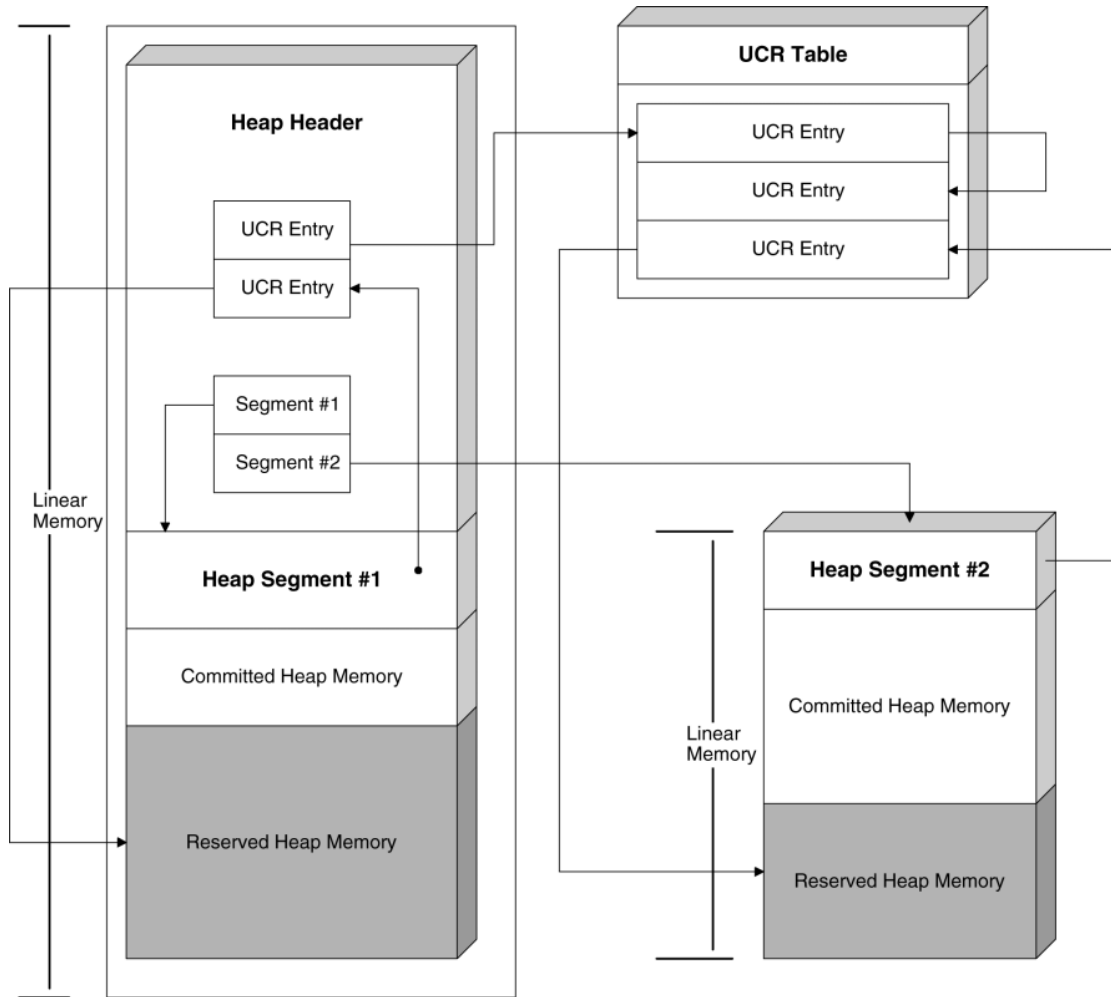 Heap Header
UCR Entry
UCR Entry
Segment #1
Segment #2
Linear
Memory
Heap Segment #1
Committed Heap Memory
Reserved Heap Memory
UCR Table
UCR Entry
UCR Entry
UCR Entry
Linear
Memory
Heap Segment #2
Committed Heap Memory
Reserved Heap Memory